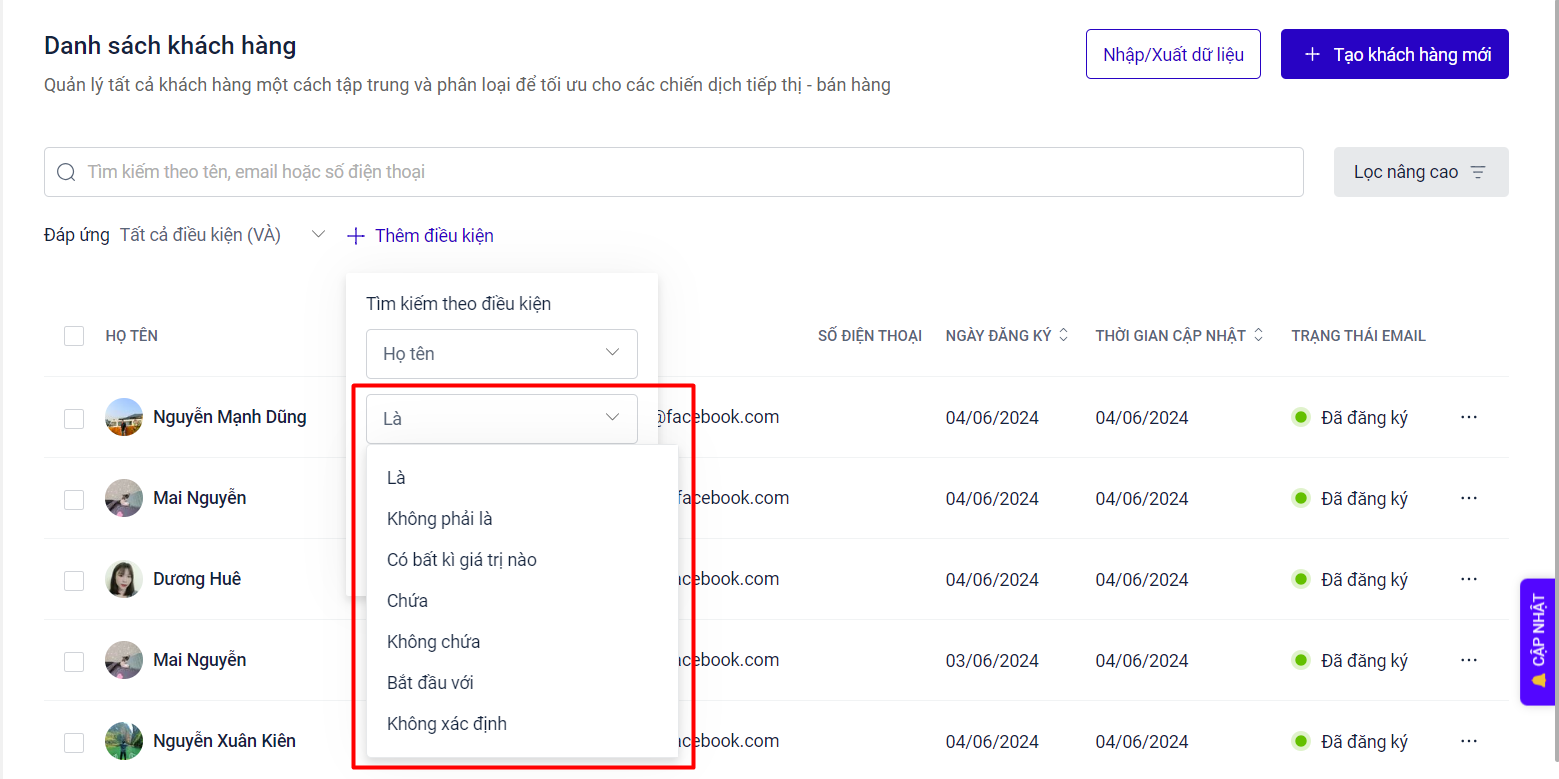 Danh sách khách hàng
Nhập/Xuất dữ liệu
Tạo khách hàng mới
Quản lý tất cả khách hàng một cách tập trung và phân loại để tối ưu cho các chiến dịch tiếp thị - bán hàng
Tìm kiếm theo tên, email hoặc số điện thoại
Lọc nâng cao
Đáp ứng Tất cả điều kiện (VÀ)
Thêm điều kiện
Tìm kiếm theo điều kiện
Họ tên
Là
Là
Không phải là
Có bất kì giá trị nào
Chứa
Không chứa
Bắt đầu với
Không xác định
HỌ TÊN SỐ ĐIỆN THOẠI NGÀY ĐĂNG KÝ THỜI GIAN CẬP NHẬT TRẠNG THÁI EMAIL
Nguyễn Mạnh Dũng @facebook.com 04/06/2024 04/06/2024 Đã đăng ký
Mai Nguyễn facebook.com 04/06/2024 04/06/2024 Đã đăng ký
Dương Huê acebook.com 04/06/2024 04/06/2024 Đã đăng ký
Mai Nguyễn acebook.com 03/06/2024 04/06/2024 Đã đăng ký
Nguyễn Xuân Kiên acebook.com 04/06/2024 04/06/2024 Đã đăng ký
CẬP NHẬT